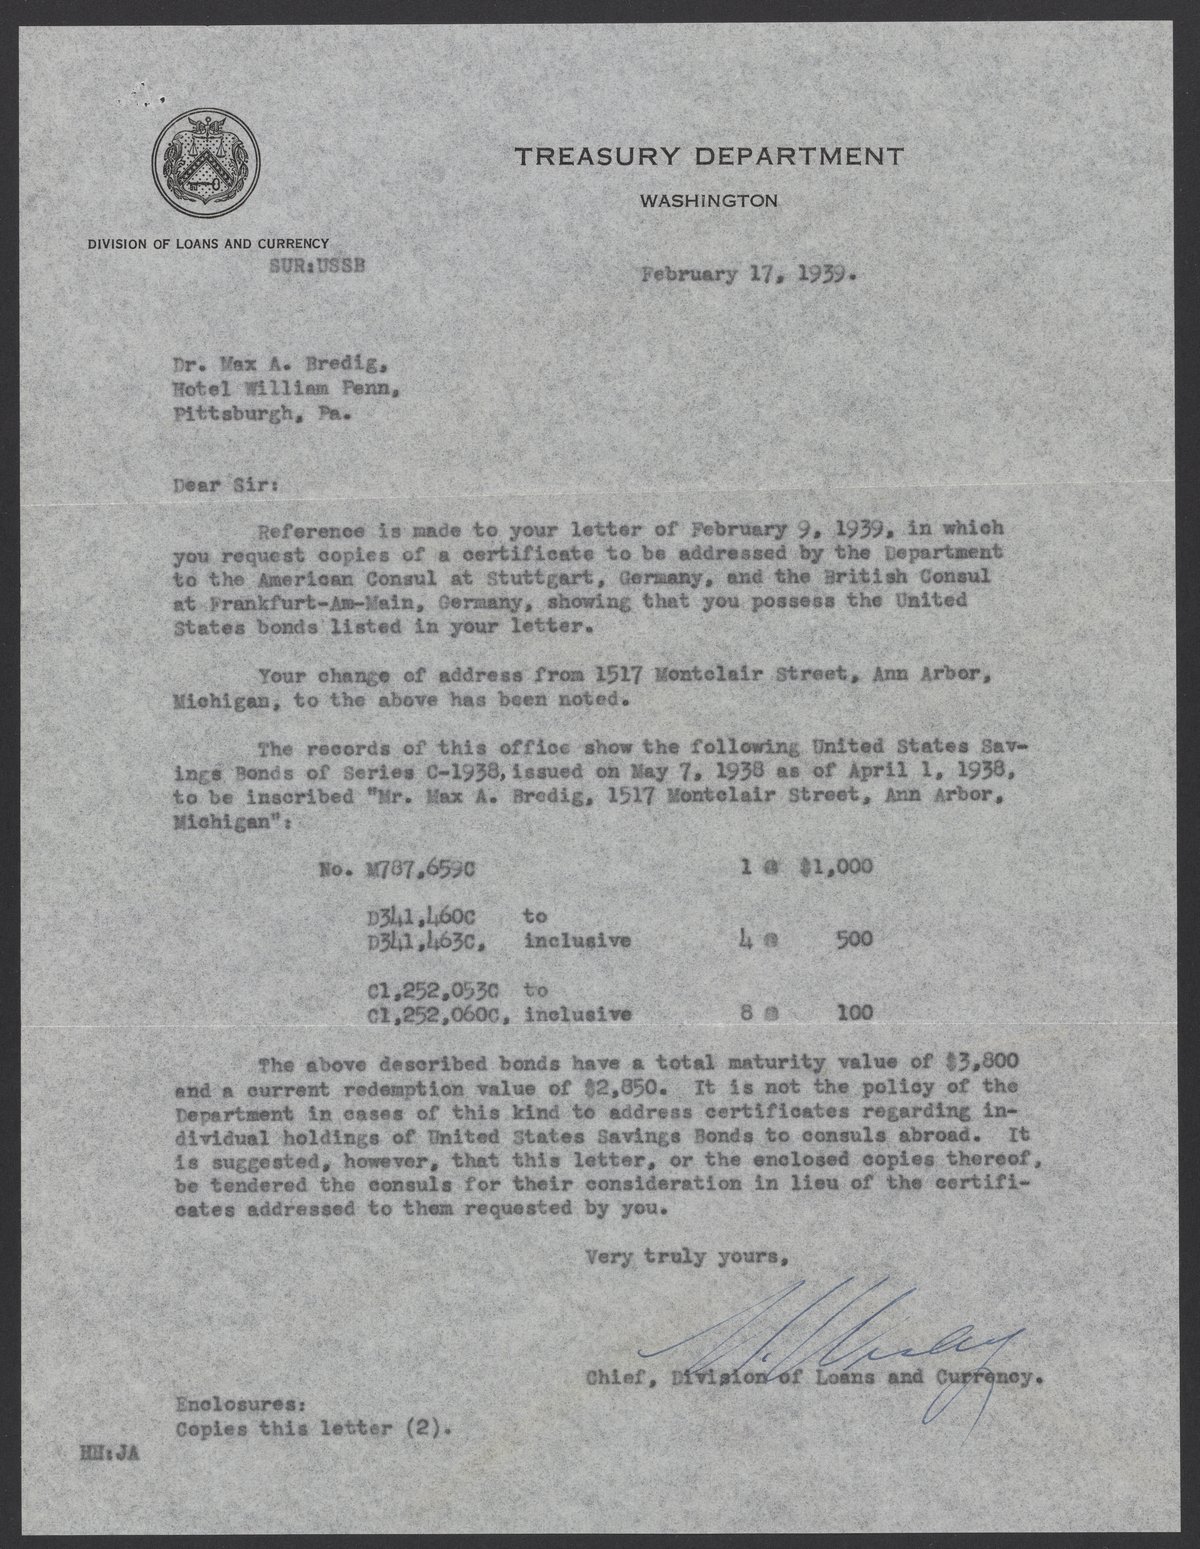 TREASURY DEPARTMENT
WASHINGTON
DIVISION OF LOANS AND CURRENCY
SUR:USSB
February 17, 1939.
Dr. Max A. Bredig,
Hotel William Penn,
Pittsburgh, Pa.
Dear Sir:
Reference is made to your letter of February 9, 1939, in which
you request copies of a certificate to be addressed by the Department
to the American Consul at Stuttgart, Germany, and the British Consul
at Frankfurt-Am-Main, Germany, showing that you possess the United
States bonds listed in your letter.
Your change of address from 1517 Montclair Street, Ann Arbor,
Michigan, to the above has been noted.
The records of this office show the following United States Sav-
ings Bonds of Series C-1938, issued on May 7, 1938 as of April 1, 1938,
to be inscribed "Mr. Max A. Bredig, 1517 Montclair Street, Ann Arbor,
Michigan":
No. M787,659C 1 @ $1,000
D341,460C to
D341,463C, inclusive 4 @ 500
C1,252,053C to
C1,252,060C, inclusive 8 @ 100
The above described bonds have a total maturity value of $3,800
and a current redemption value of $2,850. It is not the policy of the
Department in cases of this kind to address certificates regarding in-
dividual holdings of United States Savings Bonds to consuls abroad. It
is suggested, however, that this letter, or the enclosed copies thereof,
be tendered the consuls for their consideration in lieu of the certifi-
cates addressed to them requested by you.
Very truly yours,
Chief, Division of Loans and Currency.
Enclosures:
Copies this letter (2).
HH:JA